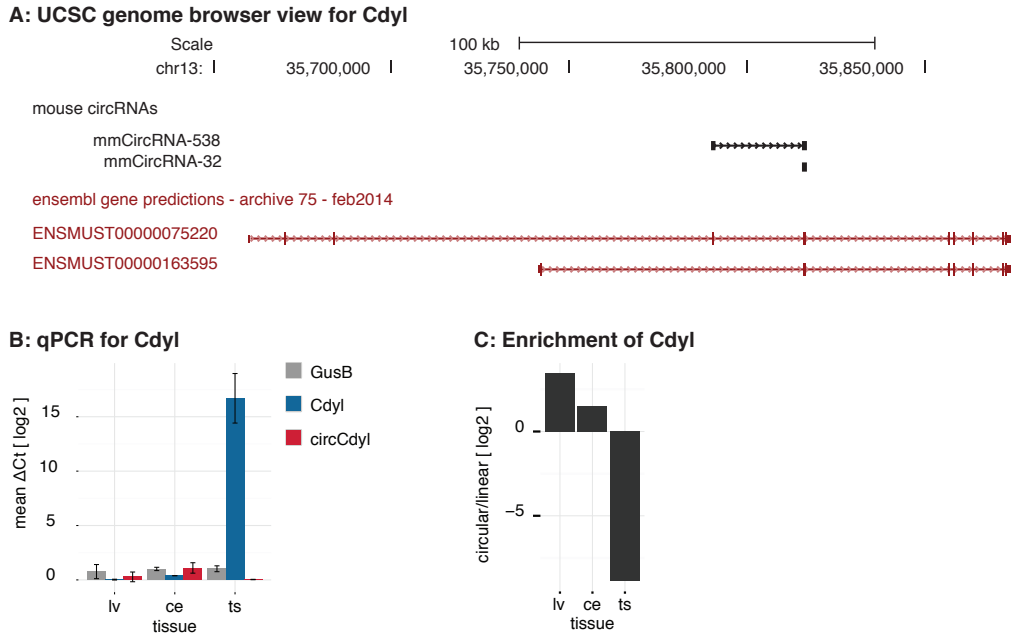 A: UCSC genome browser view for Cdyl
Scale 100 kb
chr13: 35,700,000 35,750,000 35,800,000 35,850,000
mouse circRNAs
mmCircRNA-538
mmCircRNA-32
ensembl gene predictions - archive 75 - feb2014
ENSMUST00000075220
ENSMUST00000163595
B: qPCR for Cdyl
mean ΔCt [ log2 ]
15
10
5
0
lv ce ts
tissue
GusB
Cdyl
circCdyl
C: Enrichment of Cdyl
circular/linear [ log2 ]
0
−5
lv ce ts
tissue